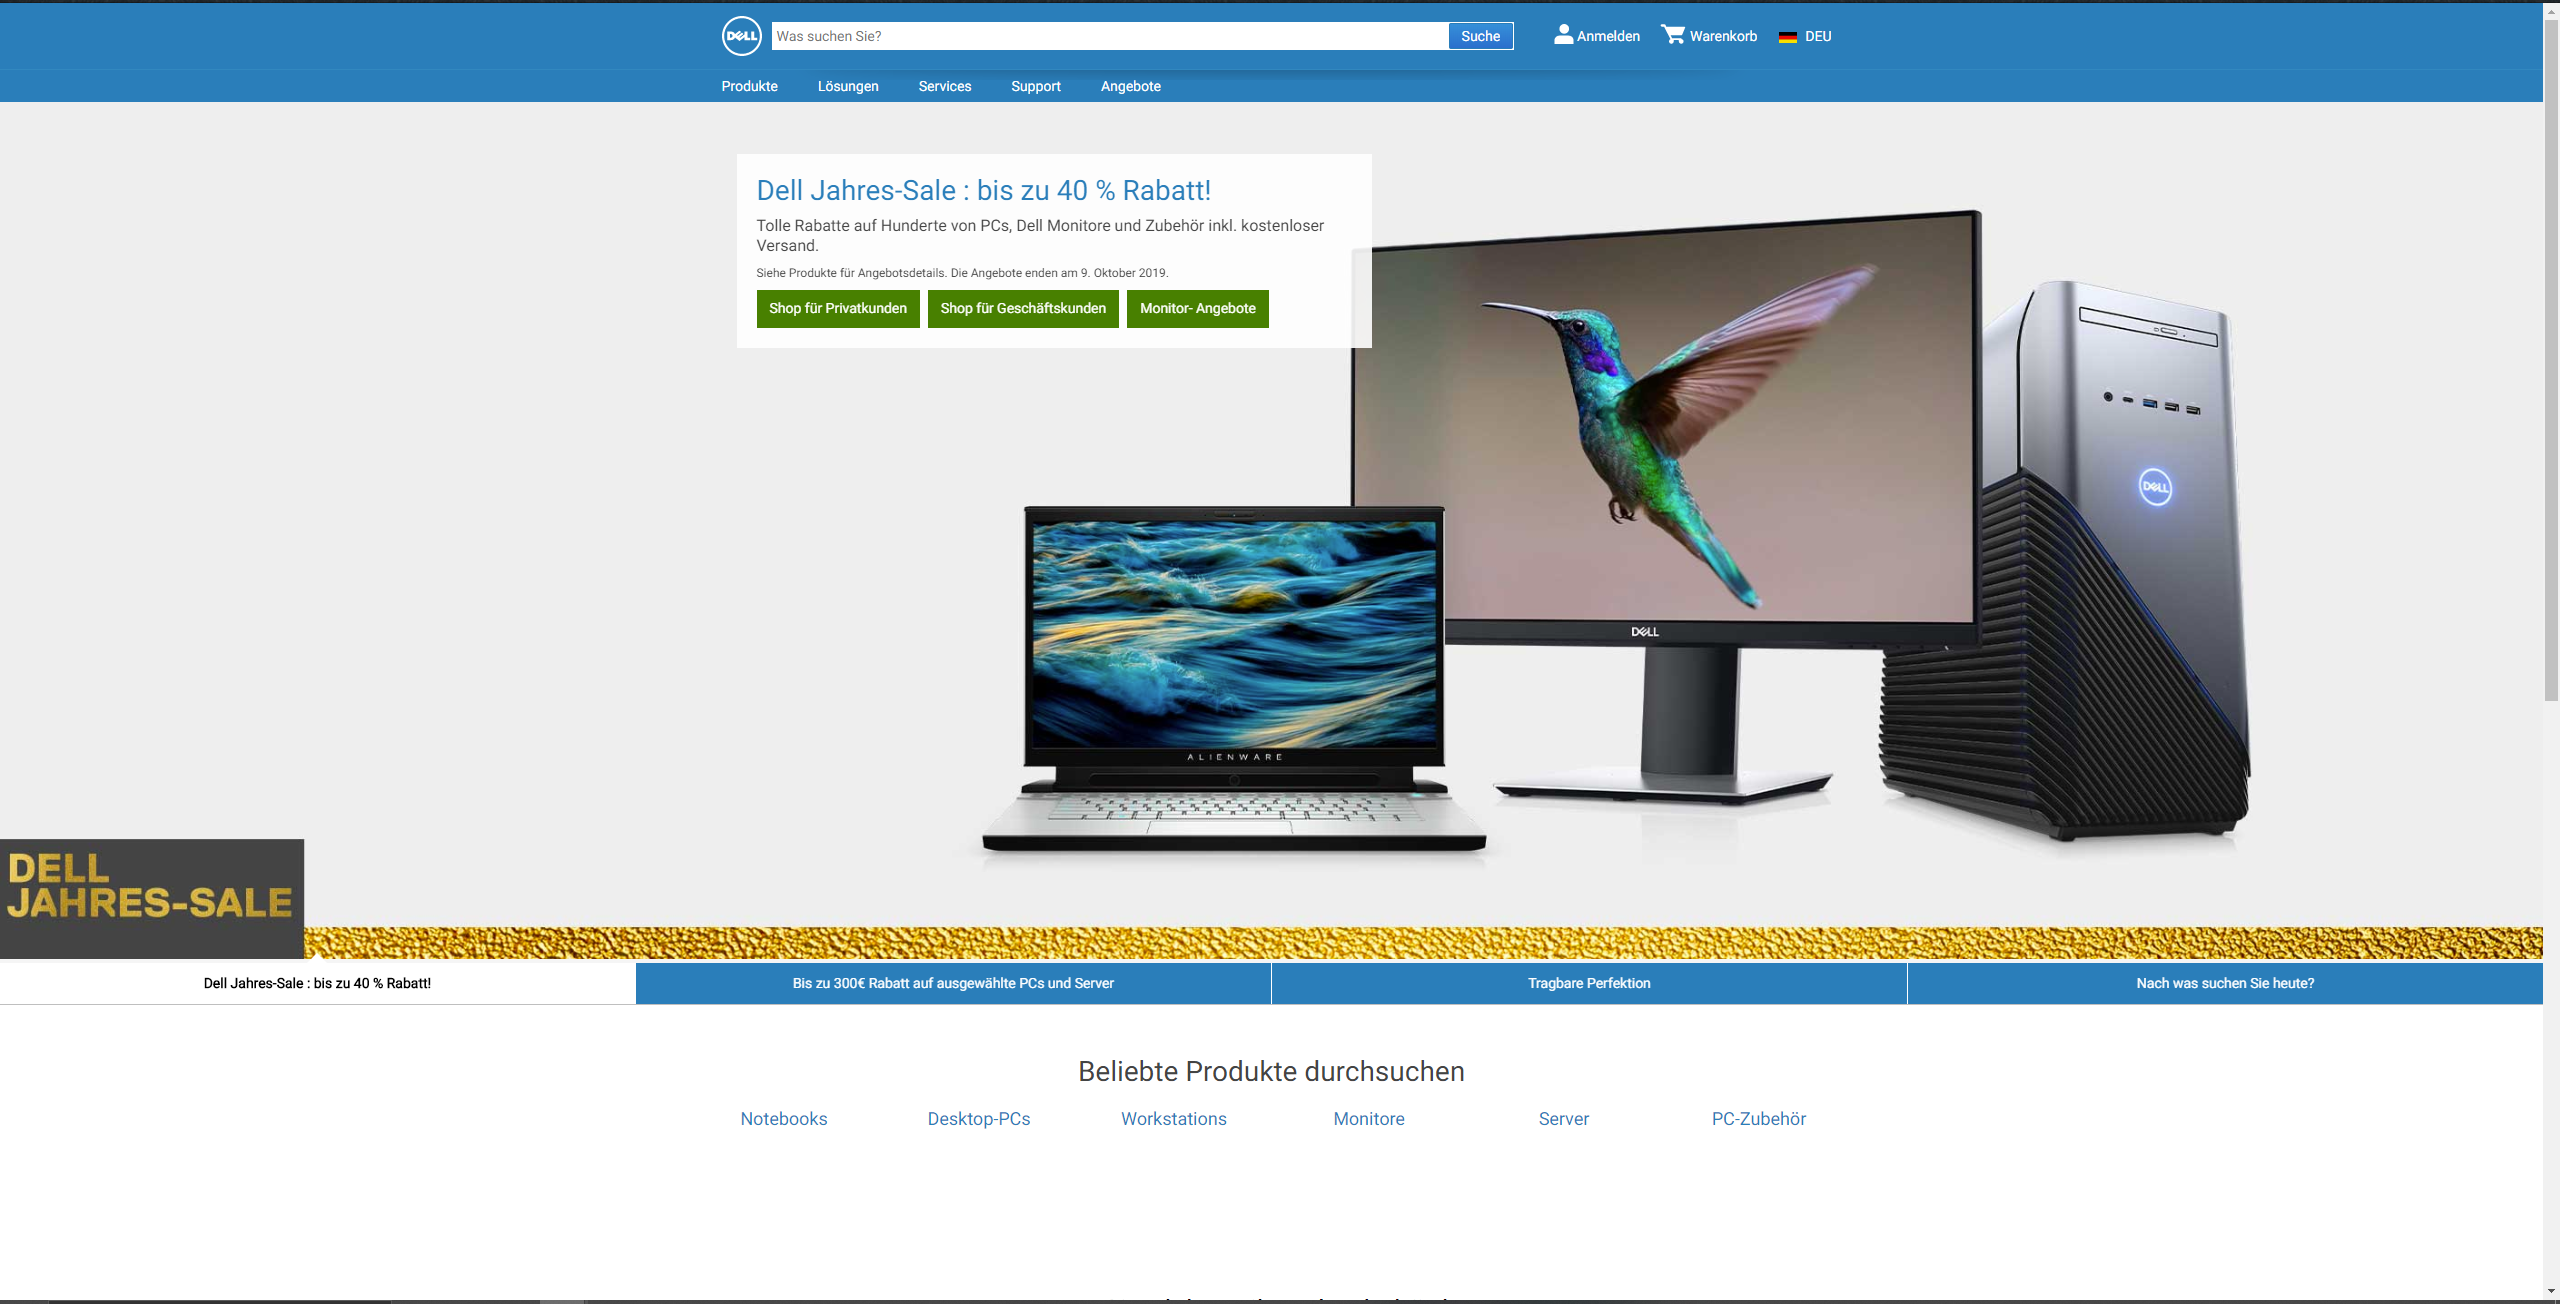 DELL
Was suchen Sie?
Suche
Anmelden
Warenkorb
DEU
Produkte
Lösungen
Services
Support
Angebote
Dell Jahres-Sale : bis zu 40 % Rabatt!
Tolle Rabatte auf Hunderte von PCs, Dell Monitore und Zubehör inkl. kostenloser
Versand.
Siehe Produkte für Angebotsdetails. Die Angebote enden am 9. Oktober 2019.
Shop für Privatkunden
Shop für Geschäftskunden
Monitor- Angebote
DELL
DELL
ALIENWARE
DELL
JAHRES-SALE
Dell Jahres-Sale : bis zu 40 % Rabatt!
Bis zu 300€ Rabatt auf ausgewählte PCs und Server
Tragbare Perfektion
Nach was suchen Sie heute?
Beliebte Produkte durchsuchen
Notebooks
Desktop-PCs
Workstations
Monitore
Server
PC-Zubehör